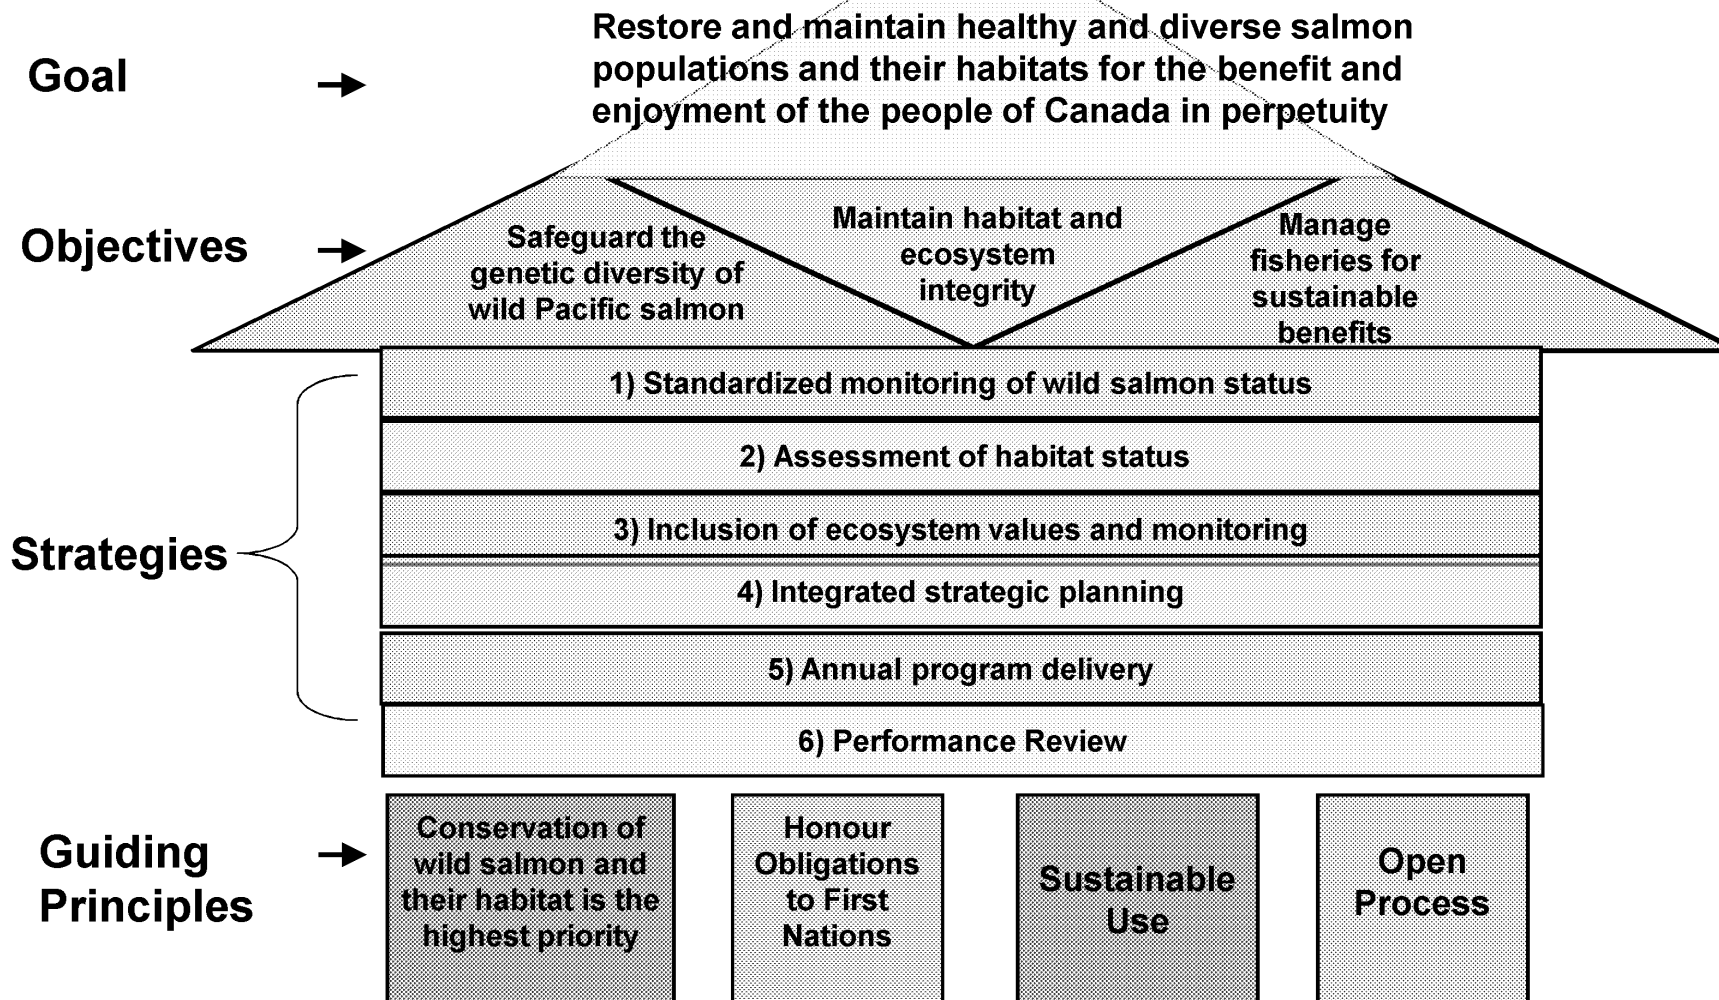 Goal
Restore and maintain healthy and diverse salmon
populations and their habitats for the benefit and
enjoyment of the people of Canada in perpetuity
Objectives
Safeguard the
genetic diversity of
wild Pacific salmon
Maintain habitat and
ecosystem
integrity
Manage
fisheries for
sustainable
benefits
Strategies
1) Standardized monitoring of wild salmon status
2) Assessment of habitat status
3) Inclusion of ecosystem values and monitoring
4) Integrated strategic planning
5) Annual program delivery
6) Performance Review
Guiding
Principles
Conservation of
wild salmon and
their habitat is the
highest priority
Honour
Obligations
to First
Nations
Sustainable
Use
Open
Process